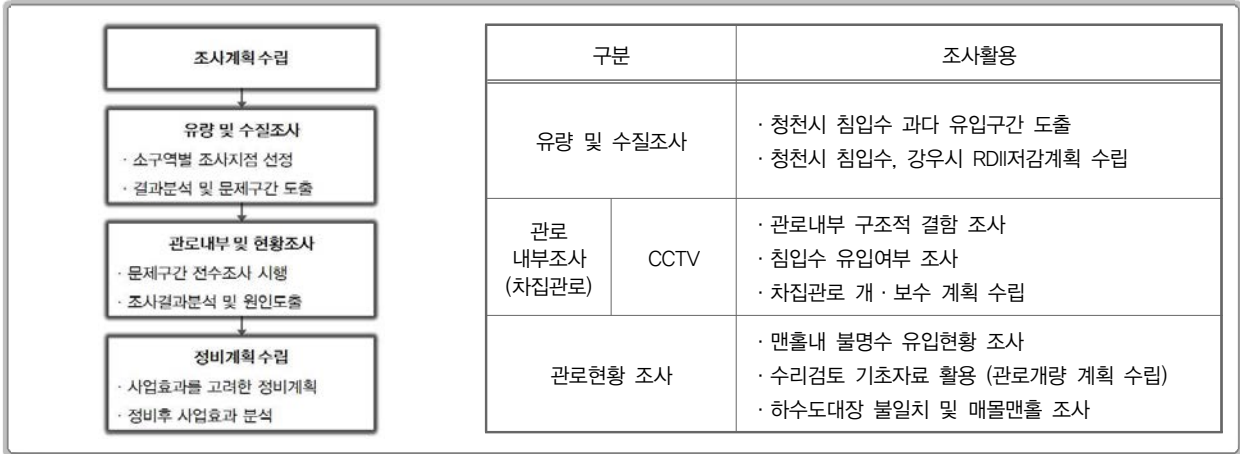 조사계획 수립
유량 및 수질조사
· 소구역별 조사지점 선정
· 결과분석 및 문제구간 도출
관로내부 및 현황조사
· 문제구간 전수조사 시행
· 조사결과분석 및 원인도출
정비계획 수립
· 사업효과를 고려한 정비계획
· 정비후 사업효과 분석
구분
조사활용
유량 및 수질조사
· 청천시 침입수 과다 유입구간 도출
· 청천시 침입수, 강우시 RDII저감계획 수립
관로
내부조사
(차집관로)
CCTV
· 관로내부 구조적 결함 조사
· 침입수 유입여부 조사
· 차집관로 개·보수 계획 수립
관로현황 조사
· 맨홀내 불명수 유입현황 조사
· 수리검토 기초자료 활용 (관로개량 계획 수립)
· 하수도대장 불일치 및 매몰맨홀 조사